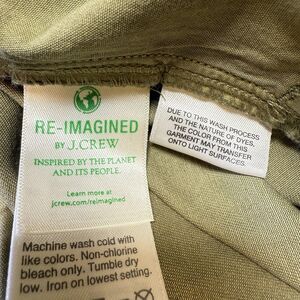 RE-IMAGINED
BY J.CREW
INSPIRED BY THE PLANET
AND ITS PEOPLE.
Learn more at
jcrew.com/reimagined
Machine wash cold with
like colors. Non-chlorine
bleach only. Tumble dry
low. Iron on lowest setting.
DUE TO THIS WASH PROCESS
AND THE NATURE OF DYES,
THE COLOR FROM THIS
GARMENT MAY TRANSFER
ONTO LIGHT SURFACES.